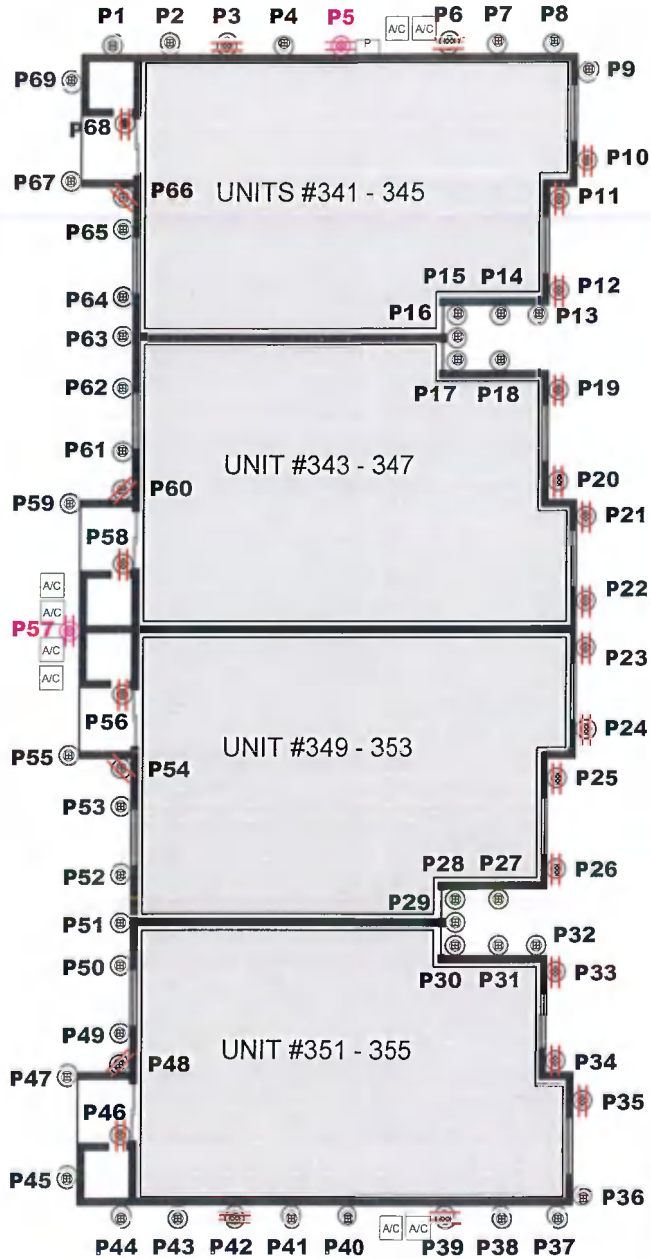 P1 P2 P3 P4 P5 P6 P7 P8
A/C A/C
P
P69 P9
P68
P10
P67 P66 UNITS #341 - 345 P11
P65
P64 P15 P14 P12
P16 P13
P63
P62 P17 P18 P19
P61
UNIT #343 - 347
P59 P60 P20
P21
P58
A/C
A/C P22
P57
A/C P23
A/C
P56 P24
UNIT #349 - 353
P55 P54 P25
P53
P52 P28 P27 P26
P29
P51 P32
P50 P30 P31 P33
P49
UNIT #351 - 355
P47 P48 P34
P35
P46
P45 P36
A/C A/C
P44 P43 P42 P41 P40 P39 P38 P37